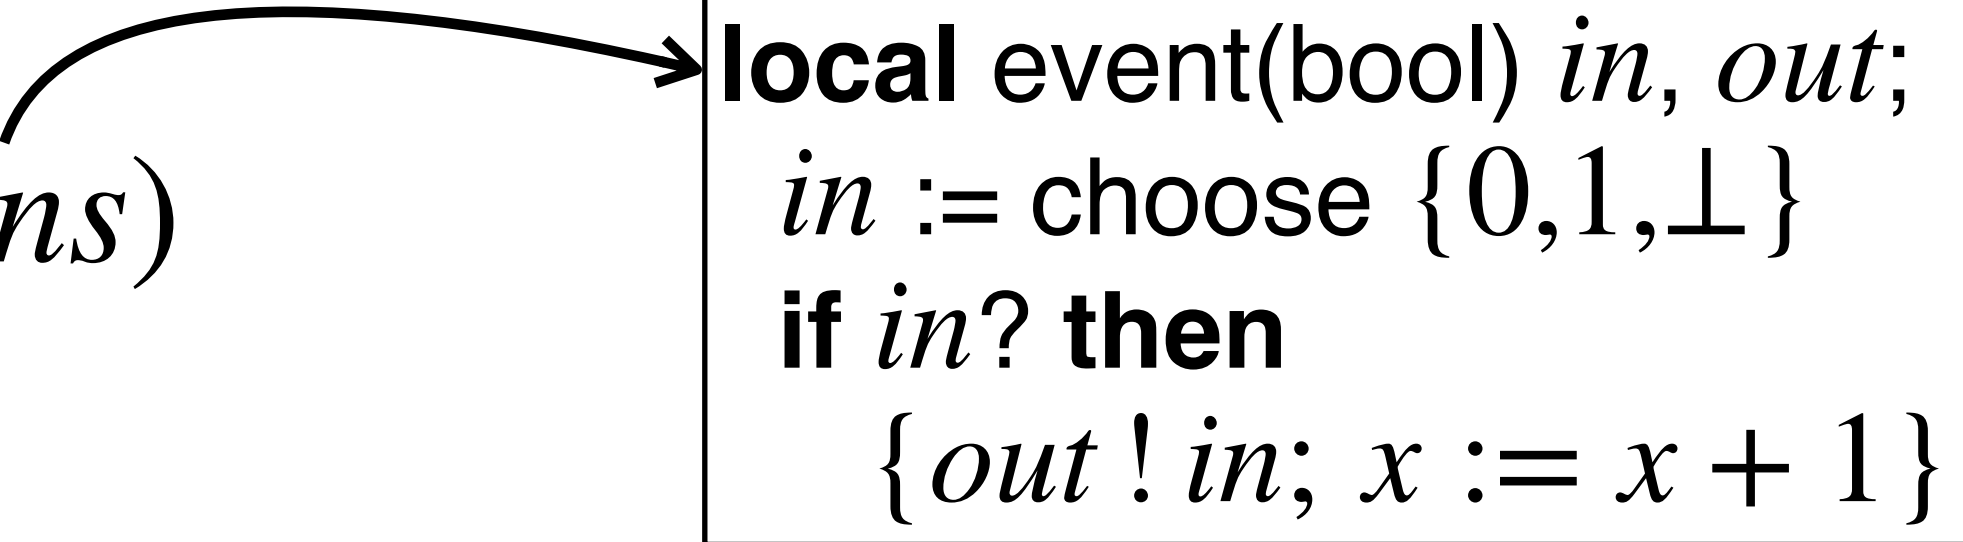 local event(bool) in, out;
in := choose {0,1,⊥}
ns)
if in? then
{out ! in; x := x + 1}